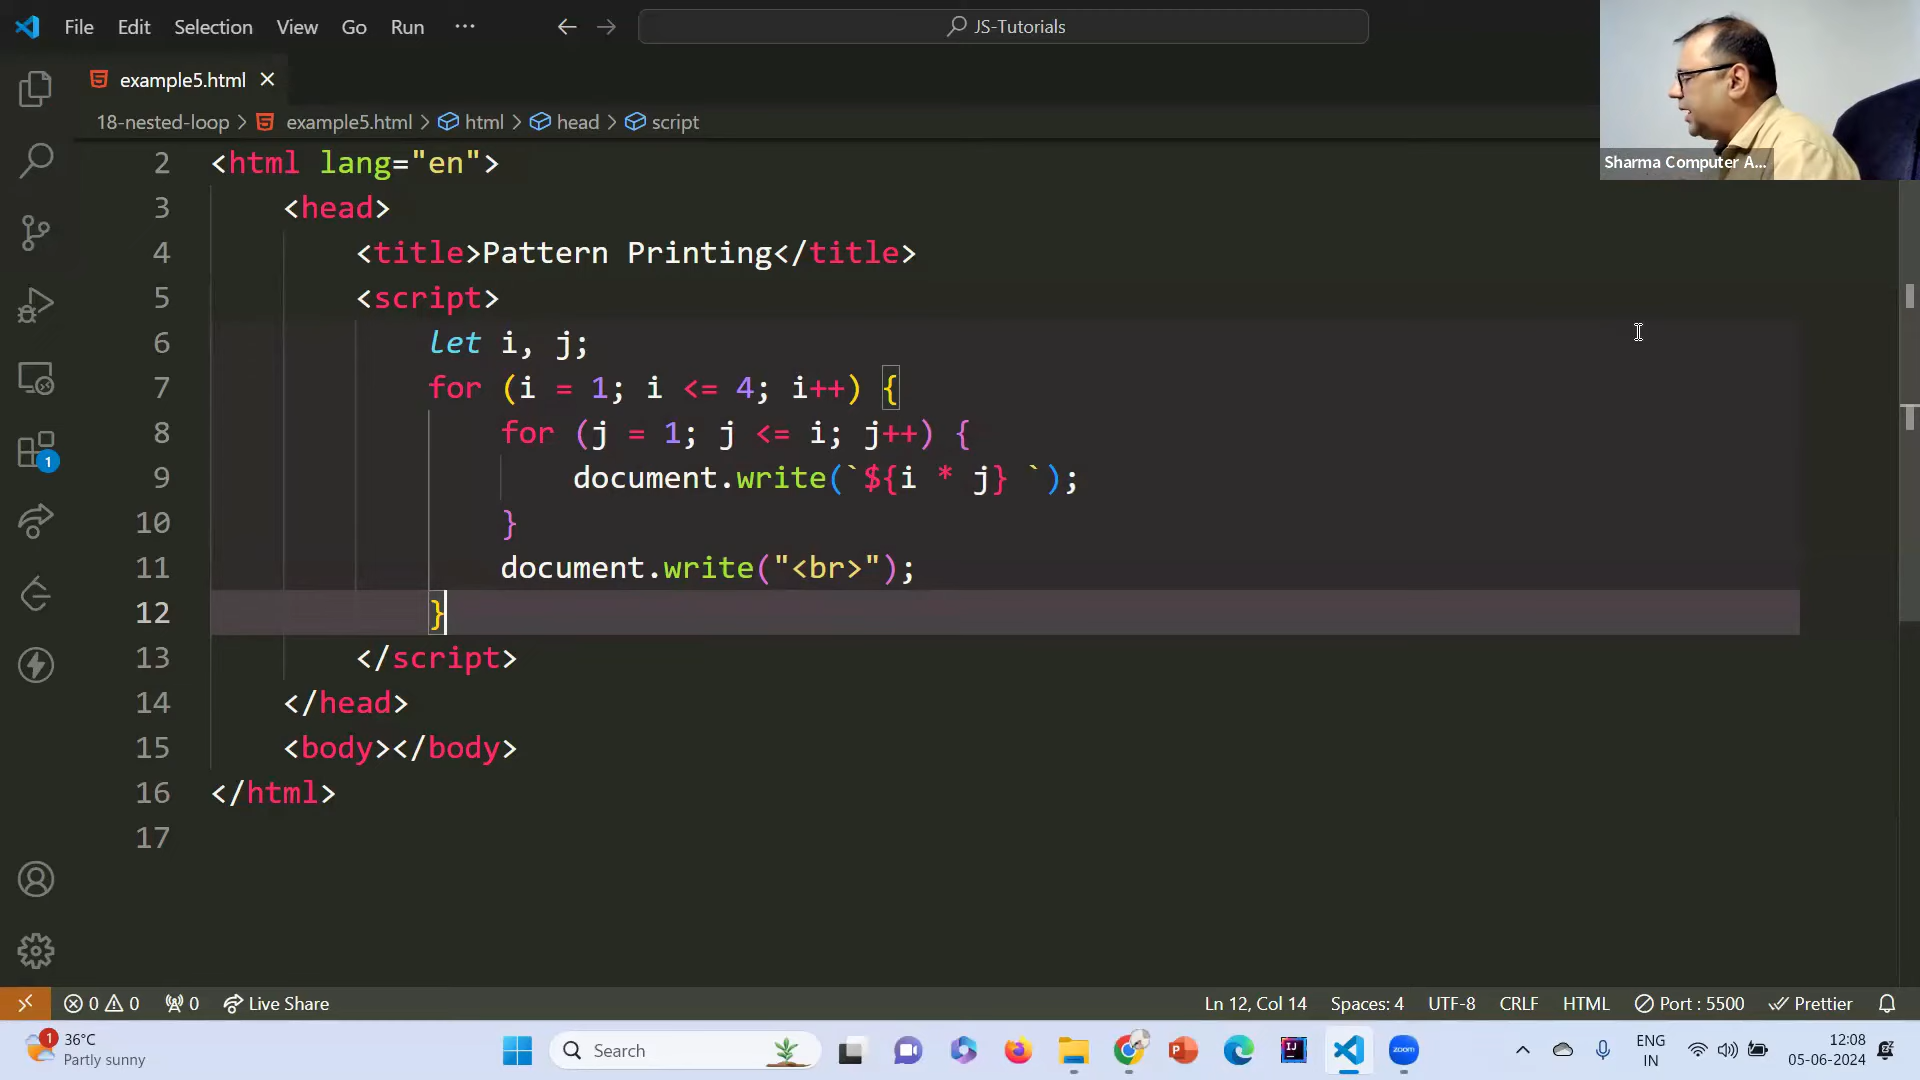 File Edit Selection View Go Run ···
JS-Tutorials
example5.html
18-nested-loop > example5.html > html > head > script
Sharma Computer A...
2 <html lang="en">
3 <head>
4 <title>Pattern Printing</title>
5 <script>
6 let i, j;
7 for (i = 1; i <= 4; i++) {
8 for (j = 1; j <= i; j++) {
9 document.write(`${i * j} `);
10 }
11 document.write("<br>");
12 }
13 </script>
14 </head>
15 <body></body>
16 </html>
17
1
0 0 0 Live Share Ln 12, Col 14 Spaces: 4 UTF-8 CRLF HTML Port : 5500 Prettier
1 36°C
Partly sunny
Search
zoom
ENG
IN
12:08
05-06-2024